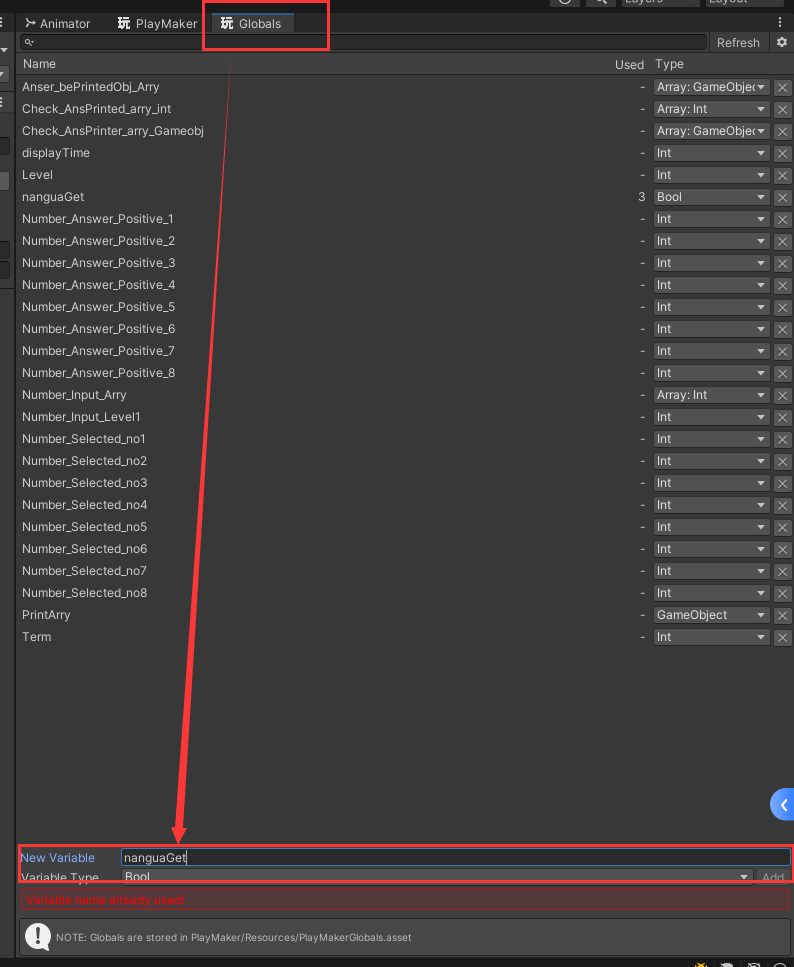 Layers Layout
Animator 玩 PlayMaker 玩 Globals
Refresh
Name Used Type
Anser_bePrintedObj_Arry - Array: GameObjec
Check_AnsPrinted_arry_int - Array: Int
Check_AnsPrinter_arry_Gameobj - Array: GameObjec
displayTime - Int
Level - Int
nanguaGet 3 Bool
Number_Answer_Positive_1 - Int
Number_Answer_Positive_2 - Int
Number_Answer_Positive_3 - Int
Number_Answer_Positive_4 - Int
Number_Answer_Positive_5 - Int
Number_Answer_Positive_6 - Int
Number_Answer_Positive_7 - Int
Number_Answer_Positive_8 - Int
Number_Input_Arry - Array: Int
Number_Input_Level1 - Int
Number_Selected_no1 - Int
Number_Selected_no2 - Int
Number_Selected_no3 - Int
Number_Selected_no4 - Int
Number_Selected_no5 - Int
Number_Selected_no6 - Int
Number_Selected_no7 - Int
Number_Selected_no8 - Int
PrintArry - GameObject
Term - Int
New Variable nanguaGet
Variable Type Bool Add
Variable name already used!
NOTE: Globals are stored in PlayMaker/Resources/PlayMakerGlobals.asset